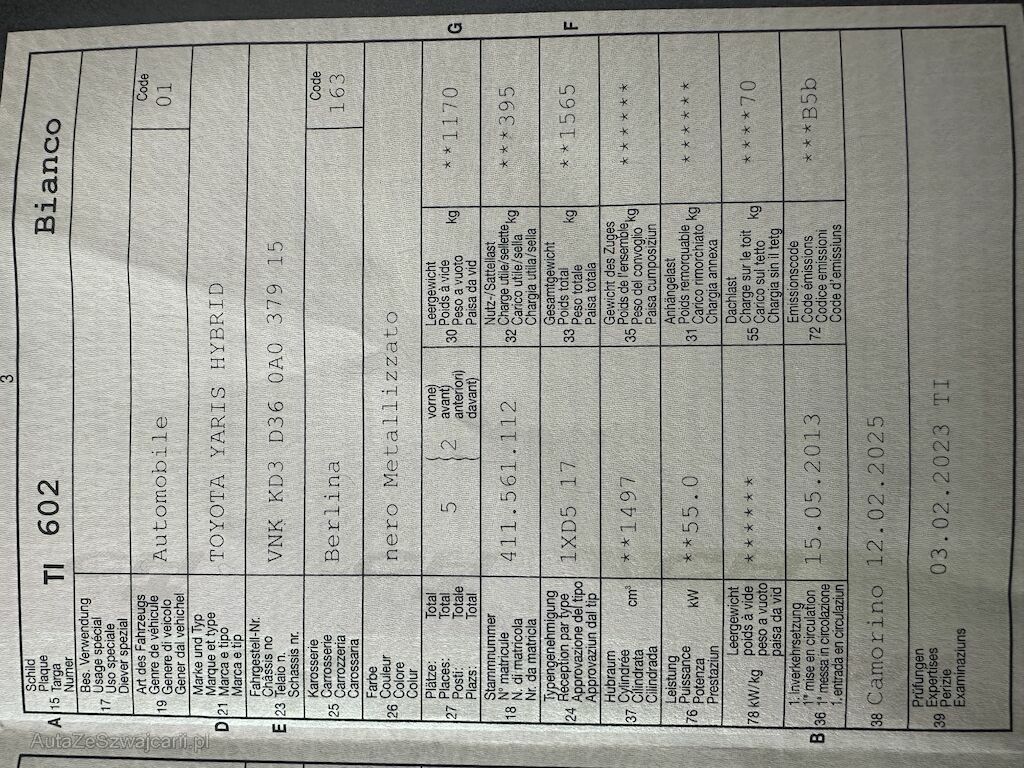 3
Schild
Plaque
A 15 Targa
Numer
TI 602
Bianco
Bes. Verwendung
Usage spécial
17 Uso speciale
Diever spezial
Art des Fahrzeugs
Genre de véhicule
19 Genere di veicolo
Gener dal vehichel
Automobile
Code
01
Marke und Typ
Marque et type
D 21 Marca e tipo
Marca e tip
TOYOTA YARIS HYBRID
Fahrgestell-Nr.
Châssis no
E 23 Telaio n.
Schassis nr.
VNK KD3 D36 0A0 379 15
Karosserie
Carrosserie
25 Carrozzeria
Carossaria
Berlina
Code
163
Farbe
Couleur
26 Colore
Colur
nero Metallizzato
Plätze: Total
Places: Total
27 Posti: Totale
Plazs: Total
5
2
vorne)
avant)
anteriori)
davant)
Leergewicht
Poids à vide
30 Peso a vuoto kg
Paisa da vid
**1170
G
Stammnummer
N° matricule
18 N. di matricola
Nr. da matricla
411.561.112
Nutz-/Sattellast
Charge utile/sellette kg
32 Carico utile/sella
Chargia utila/sella
***395
Typengenehmigung
Réception par type
24 Approvazione del tipo
Approvaziun dal tip
1XD5 17
Gesamtgewicht
Poids total
33 Peso totale kg
Paisa totala
**1565
F
Hubraum
Cylindrée
37 Cilindrata cm³
Cilindrada
**1497
Gewicht des Zuges
Poids de l'ensemble kg
35 Peso del convoglio
Paisa cumposiziun
******
Leistung
Puissance
76 Potenza kW
Prestaziun
**55.0
Anhängelast
Poids remorquable kg
31 Carico rimorchiato
Chargia annexa
******
Leergewicht
poids à vide
78 kW/kg peso a vuoto
paisa da vid
******
Dachlast
Charge sur le toit
55 Carico sul tetto kg
Chargia sin il tetg
****70
1. Inverkehrsetzung
1re mise en circulation
B 36 1a messa in circolazione
1. entrada en circulaziun
15.05.2013
Emissionscode
Code émissions
72 Codice emissioni
Code d'emissiuns
***B5b
38 Camorino 12.02.2025
Prüfungen
Expertises
39 Perizie
Examinaziuns
03.02.2023 TI
AutaZeSzwajcarii.pl